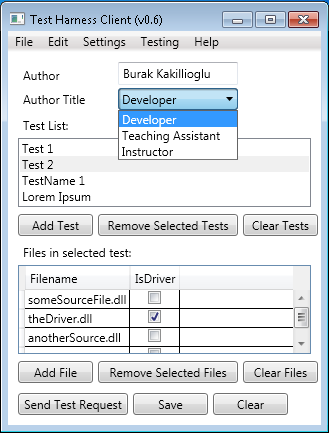 Test Harness Client (v0.6)
File Edit Settings Testing Help
Author Burak Kakillioglu
Author Title Developer
Developer
Teaching Assistant
Instructor
Test List:
Test 1
Test 2
TestName 1
Lorem Ipsum
Add Test Remove Selected Tests Clear Tests
Files in selected test:
Filename IsDriver
someSourceFile.dll
theDriver.dll
anotherSource.dll
Add File Remove Selected Files Clear Files
Send Test Request Save Clear